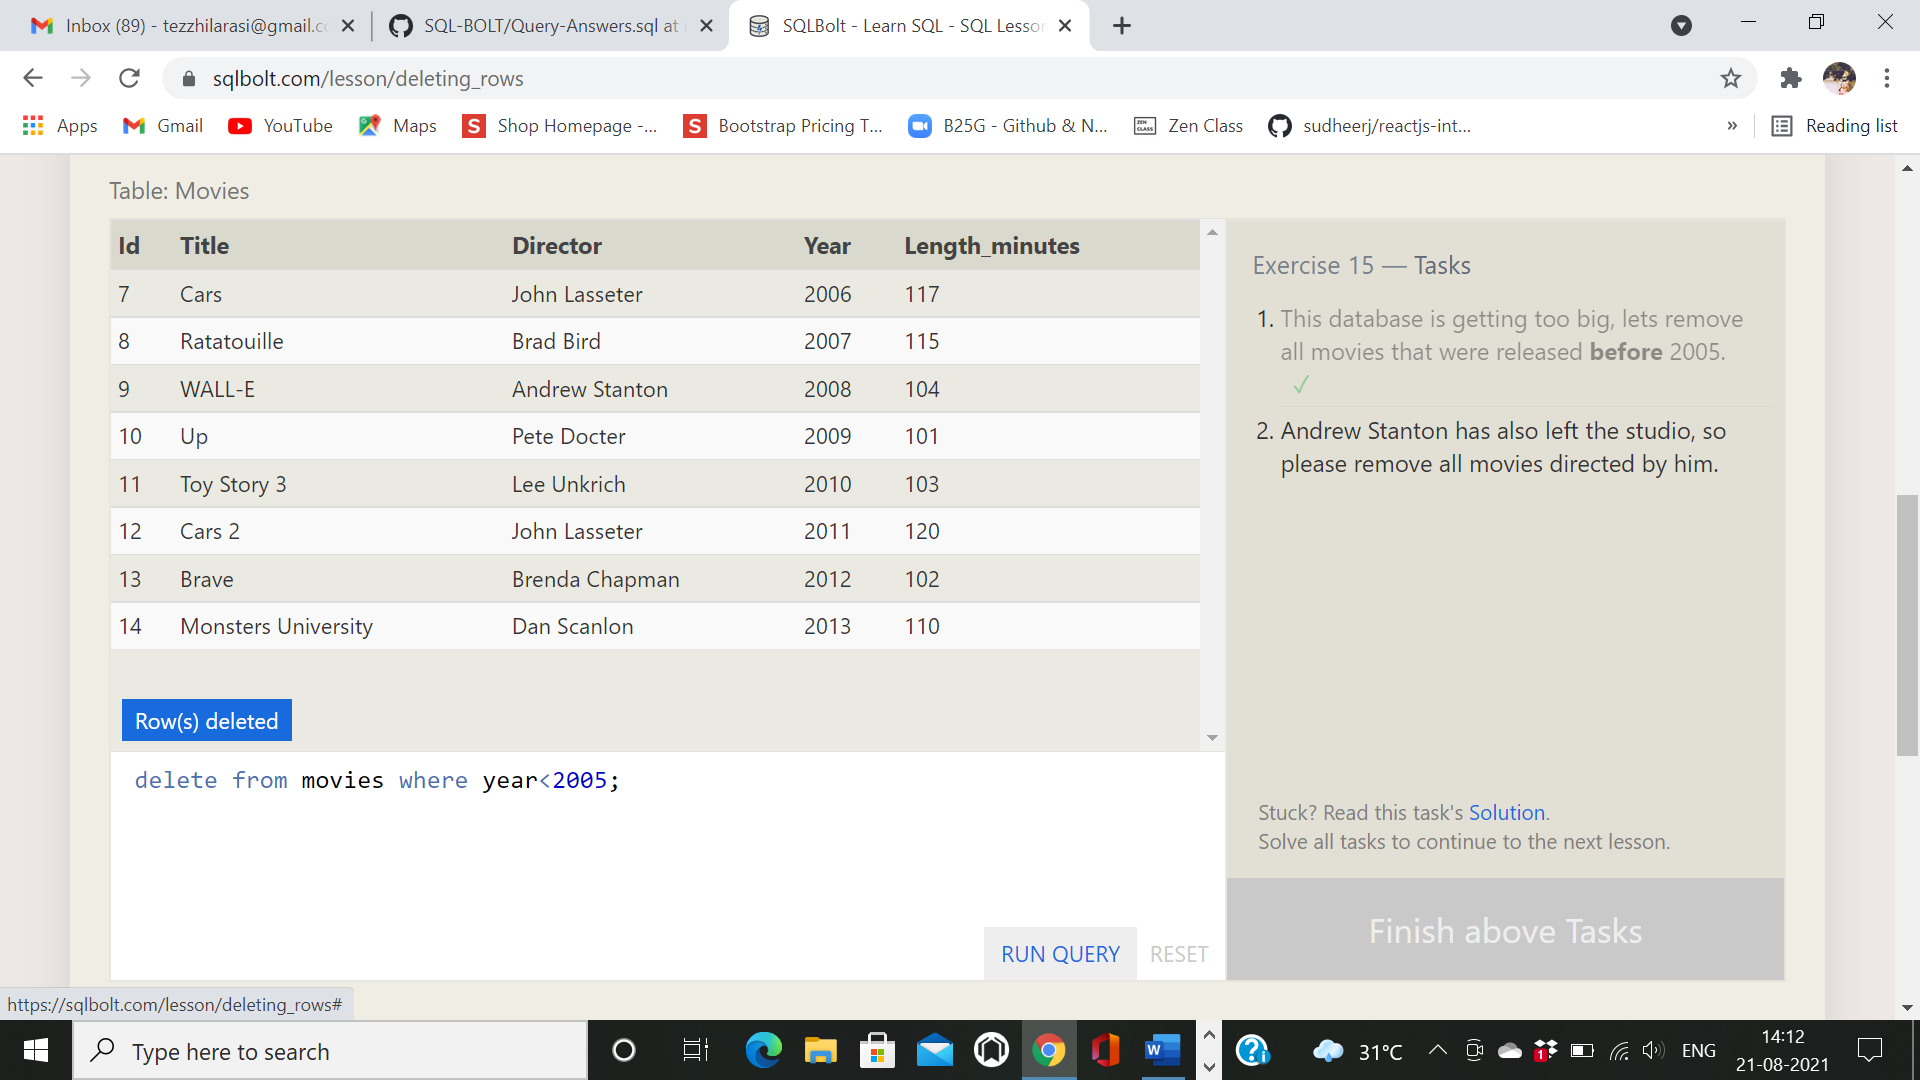 Inbox (89) - tezzhilarasi@gmail.co
SQL-BOLT/Query-Answers.sql at
SQLBolt - Learn SQL - SQL Lesson
sqlbolt.com/lesson/deleting_rows
Apps
Gmail
YouTube
Maps
S
Shop Homepage -...
S
Bootstrap Pricing T...
B25G - Github & N...
ZEN CLASS
Zen Class
sudheerj/reactjs-int...
»
Reading list
Table: Movies
Id Title Director Year Length_minutes
7 Cars John Lasseter 2006 117
8 Ratatouille Brad Bird 2007 115
9 WALL-E Andrew Stanton 2008 104
10 Up Pete Docter 2009 101
11 Toy Story 3 Lee Unkrich 2010 103
12 Cars 2 John Lasseter 2011 120
13 Brave Brenda Chapman 2012 102
14 Monsters University Dan Scanlon 2013 110
Row(s) deleted
delete from movies where year<2005;
RUN QUERY RESET
Exercise 15 — Tasks
1. This database is getting too big, lets remove
all movies that were released before 2005.
✓
2. Andrew Stanton has also left the studio, so
please remove all movies directed by him.
Stuck? Read this task's Solution.
Solve all tasks to continue to the next lesson.
Finish above Tasks
https://sqlbolt.com/lesson/deleting_rows#
Type here to search
W
?
31°C
1
ENG
14:12
21-08-2021